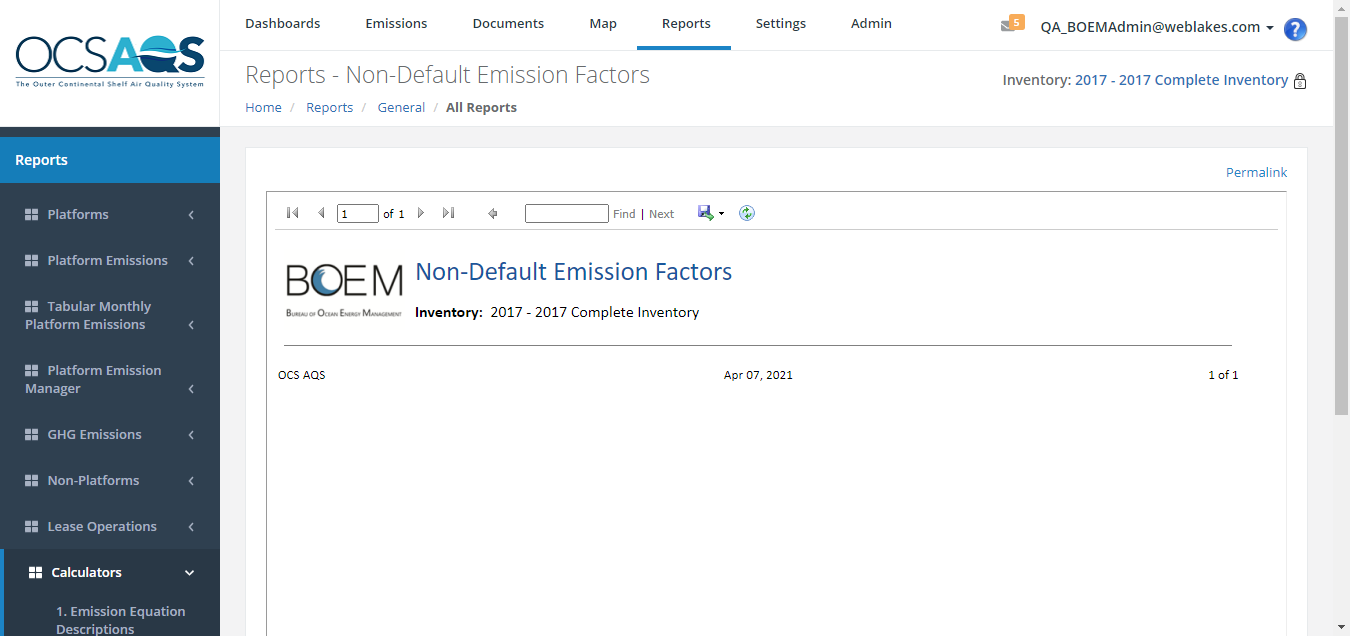 OCSAQS
The Outer Continental Shelf Air Quality System
Dashboards Emissions Documents Map Reports Settings Admin
5
QA_BOEMAdmin@weblakes.com
?
Reports - Non-Default Emission Factors
Inventory: 2017 - 2017 Complete Inventory
Home / Reports / General / All Reports
Reports
Platforms
Platform Emissions
Tabular Monthly
Platform Emissions
Platform Emission
Manager
GHG Emissions
Non-Platforms
Lease Operations
Calculators
1. Emission Equation
Descriptions
Permalink
1 of 1 Find | Next
BOEM
Bureau of Ocean Energy Management
Non-Default Emission Factors
Inventory: 2017 - 2017 Complete Inventory
OCS AQS Apr 07, 2021 1 of 1